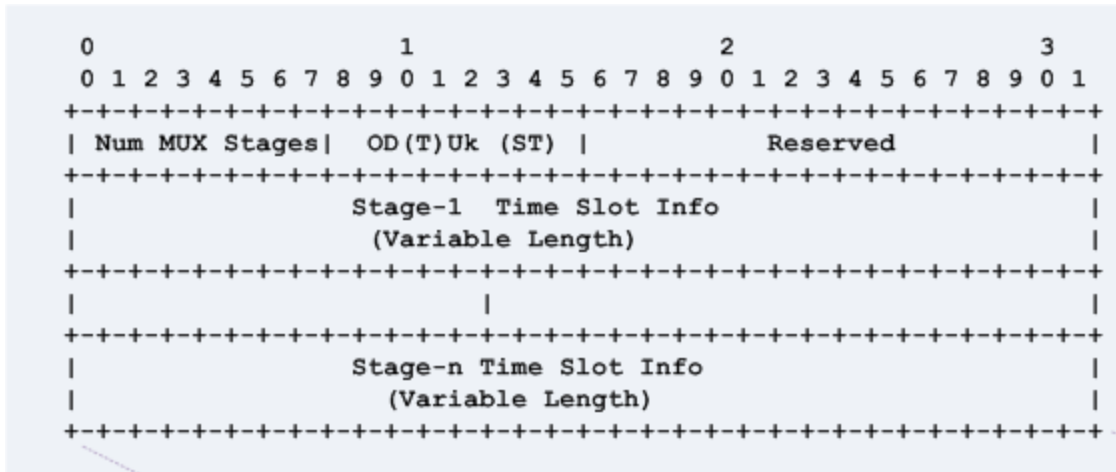 0                   1                   2                   3
0 1 2 3 4 5 6 7 8 9 0 1 2 3 4 5 6 7 8 9 0 1 2 3 4 5 6 7 8 9 0 1
+-+-+-+-+-+-+-+-+-+-+-+-+-+-+-+-+-+-+-+-+-+-+-+-+-+-+-+-+-+-+-+-+
| Num MUX Stages|  OD(T)Uk (ST) |           Reserved            |
+-+-+-+-+-+-+-+-+-+-+-+-+-+-+-+-+-+-+-+-+-+-+-+-+-+-+-+-+-+-+-+-+
|                 Stage-1  Time Slot Info                       |
|                  (Variable Length)                            |
+-+-+-+-+-+-+-+-+-+-+-+-+-+-+-+-+-+-+-+-+-+-+-+-+-+-+-+-+-+-+-+-+
|                         |                                     |
+-+-+-+-+-+-+-+-+-+-+-+-+-+-+-+-+-+-+-+-+-+-+-+-+-+-+-+-+-+-+-+-+
|                 Stage-n Time Slot Info                        |
|                   (Variable Length)                           |
+-+-+-+-+-+-+-+-+-+-+-+-+-+-+-+-+-+-+-+-+-+-+-+-+-+-+-+-+-+-+-+-+